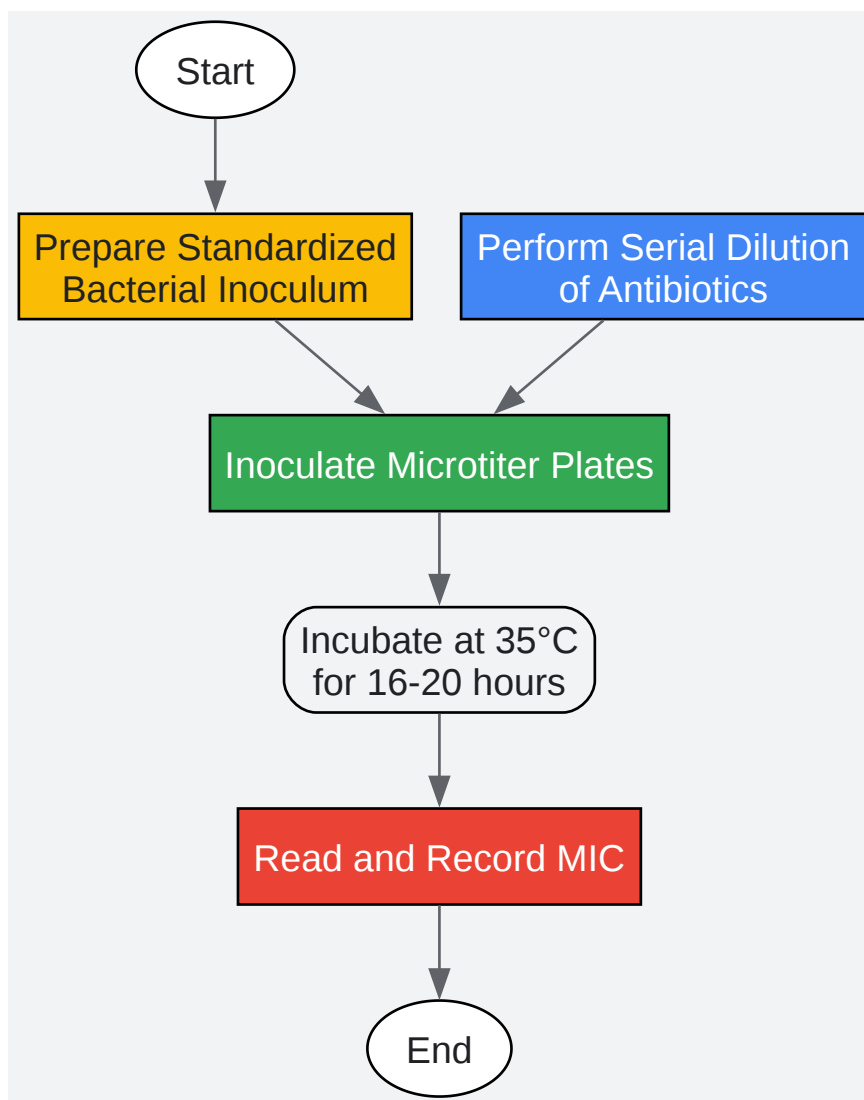 Start
Prepare Standardized
Bacterial Inoculum
Perform Serial Dilution
of Antibiotics
Inoculate Microtiter Plates
Incubate at 35°C
for 16-20 hours
Read and Record MIC
End